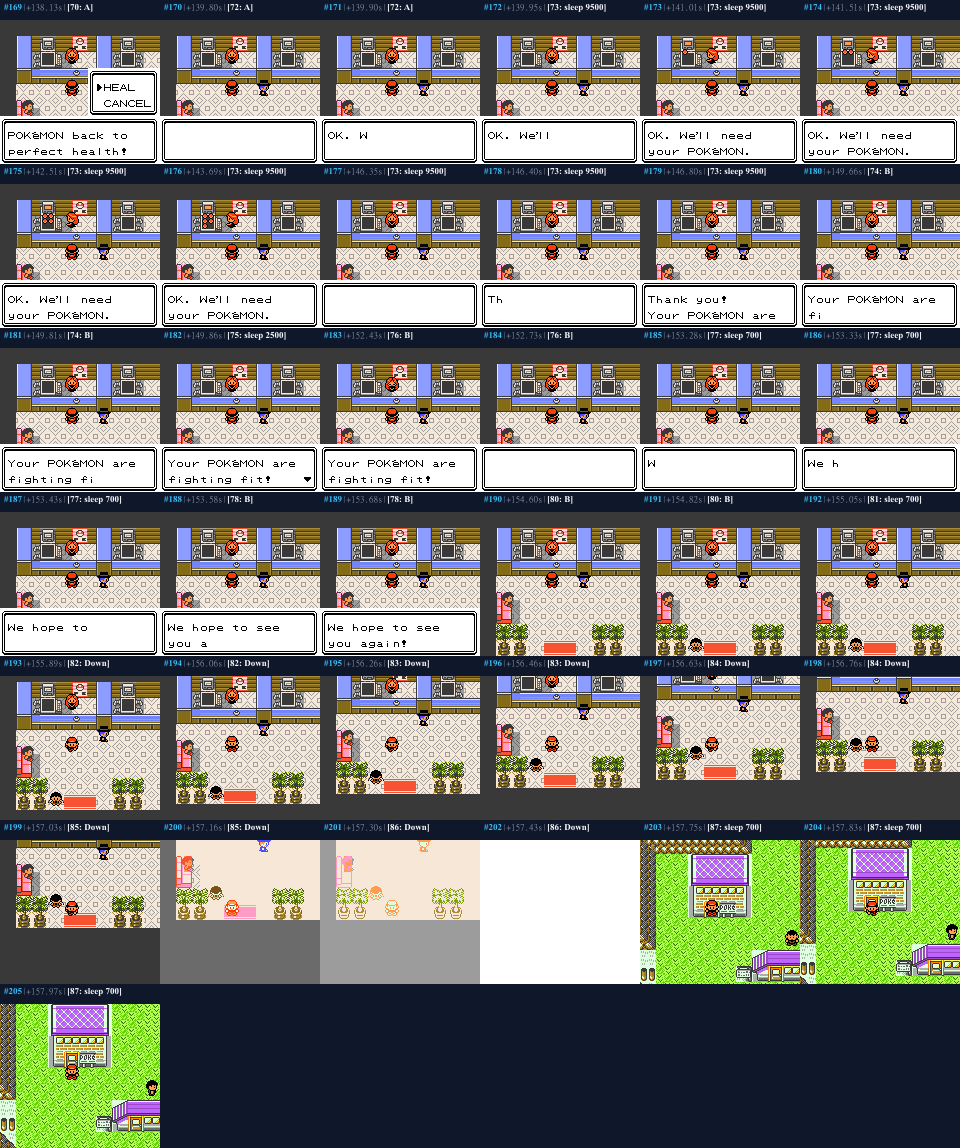 #169|+138.13s| [70: A]
#170|+139.80s| [72: A]
#171|+139.90s| [72: A]
#172|+139.95s| [73: sleep 9500]
#173|+141.01s| [73: sleep 9500]
#174|+141.51s| [73: sleep 9500]
▶HEAL
CANCEL
POKéMON back to
perfect health!
OK. W
OK. We'll
OK. We'll need
your POKéMON.
OK. We'll need
your POKéMON.
#175|+142.51s| [73: sleep 9500]
#176|+143.69s| [73: sleep 9500]
#177|+146.35s| [73: sleep 9500]
#178|+146.40s| [73: sleep 9500]
#179|+146.80s| [73: sleep 9500]
#180|+149.66s| [74: B]
OK. We'll need
your POKéMON.
OK. We'll need
your POKéMON.
Th
Thank you!
Your POKéMON are
Your POKéMON are
fi
#181|+149.81s| [74: B]
#182|+149.86s| [75: sleep 2500]
#183|+152.43s| [76: B]
#184|+152.73s| [76: B]
#185|+153.28s| [77: sleep 700]
#186|+153.33s| [77: sleep 700]
Your POKéMON are
fighting fi
Your POKéMON are
fighting fit! ▼
Your POKéMON are
fighting fit!
W
We h
#187|+153.43s| [77: sleep 700]
#188|+153.58s| [78: B]
#189|+153.68s| [78: B]
#190|+154.60s| [80: B]
#191|+154.82s| [80: B]
#192|+155.05s| [81: sleep 700]
We hope to
We hope to see
you a
We hope to see
you again!
#193|+155.89s| [82: Down]
#194|+156.06s| [82: Down]
#195|+156.26s| [83: Down]
#196|+156.46s| [83: Down]
#197|+156.63s| [84: Down]
#198|+156.76s| [84: Down]
#199|+157.03s| [85: Down]
#200|+157.16s| [85: Down]
#201|+157.30s| [86: Down]
#202|+157.43s| [86: Down]
#203|+157.75s| [87: sleep 700]
#204|+157.83s| [87: sleep 700]
POKE
POKE
#205|+157.97s| [87: sleep 700]
POKE